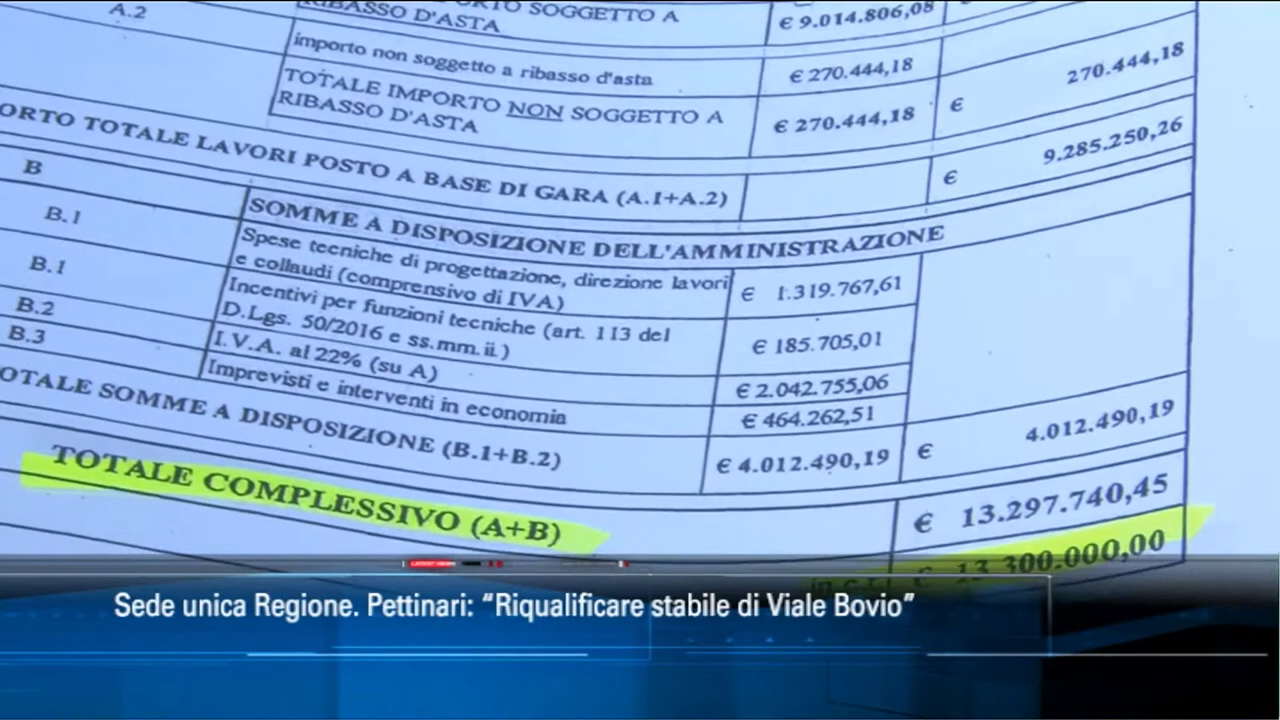 SOGGETTO A
€ 9.014.806,08
RIBASSO D'ASTA
A.2
importo non soggetto a ribasso d'asta
€ 270.444,18
TOTALE IMPORTO NON SOGGETTO A
RIBASSO D'ASTA
€ 270.444,18
€ 270.444,18
ORTO TOTALE LAVORI POSTO A BASE DI GARA (A.1+A.2)
€ 9.285.250,26
B
SOMME A DISPOSIZIONE DELL'AMMINISTRAZIONE
B.1
Spese tecniche di progettazione, direzione lavori
e collaudi (comprensivo di IVA)
€ 1.319.767,61
B.1
Incentivi per funzioni tecniche (art. 113 del
D.Lgs. 50/2016 e ss.mm.ii.)
€ 185.705,01
B.2
I.V.A. al 22% (su A)
€ 2.042.755,06
B.3
Imprevisti e interventi in economia
€ 464.262,51
OTALE SOMME A DISPOSIZIONE (B.1+B.2)
€ 4.012.490,19
€ 4.012.490,19
TOTALE COMPLESSIVO (A+B)
€ 13.297.740,45
€ 13.300.000,00
LATEST NEWS
Sede unica Regione. Pettinari: “Riqualificare stabile di Viale Bovio”